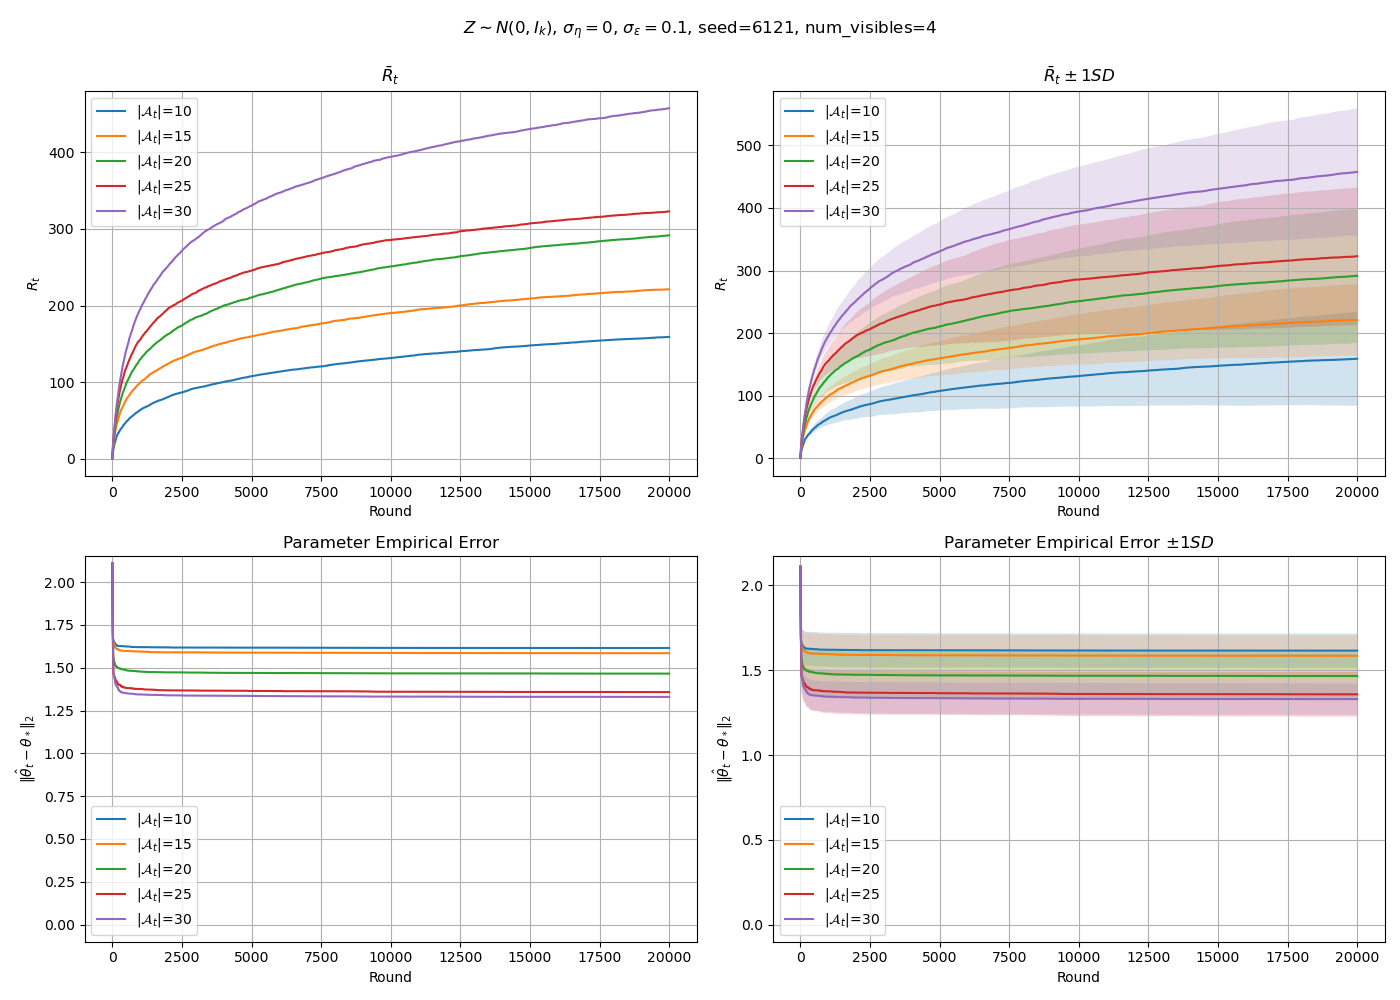 Z ∼ N(0, I_k), σ_η = 0, σ_ε = 0.1, seed=6121, num_visibles=4
R̄_t
R_t
400
300
200
100
0
|𝒜_t|=10
|𝒜_t|=15
|𝒜_t|=20
|𝒜_t|=25
|𝒜_t|=30
0 2500 5000 7500 10000 12500 15000 17500 20000
Round
R̄_t ± 1SD
R_t
500
400
300
200
100
0
|𝒜_t|=10
|𝒜_t|=15
|𝒜_t|=20
|𝒜_t|=25
|𝒜_t|=30
0 2500 5000 7500 10000 12500 15000 17500 20000
Round
Parameter Empirical Error
‖θ̂_t − θ_*‖_2
2.00
1.75
1.50
1.25
1.00
0.75
0.50
0.25
0.00
|𝒜_t|=10
|𝒜_t|=15
|𝒜_t|=20
|𝒜_t|=25
|𝒜_t|=30
0 2500 5000 7500 10000 12500 15000 17500 20000
Round
Parameter Empirical Error ±1SD
‖θ̂_t − θ_*‖_2
2.0
1.5
1.0
0.5
0.0
|𝒜_t|=10
|𝒜_t|=15
|𝒜_t|=20
|𝒜_t|=25
|𝒜_t|=30
0 2500 5000 7500 10000 12500 15000 17500 20000
Round